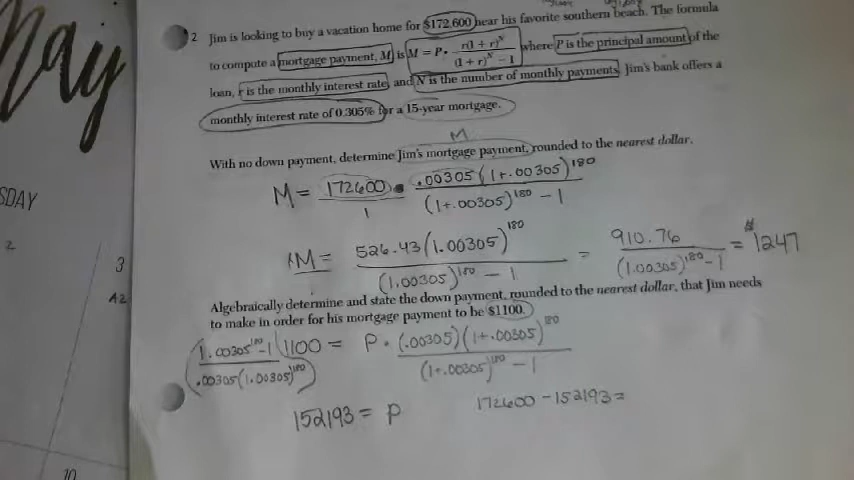 May
SDAY
2
3
A2
10
2 Jim is looking to buy a vacation home for $172,600 near his favorite southern beach. The formula
to compute a mortgage payment, M, is M = P • r(1 + r)^N / (1 + r)^N − 1 where P is the principal amount of the
loan, r is the monthly interest rate, and N is the number of monthly payments. Jim's bank offers a
monthly interest rate of 0.305% for a 15-year mortgage.
M
With no down payment, determine Jim's mortgage payment, rounded to the nearest dollar.
M = 172600 / 1 • .00305(1+.00305)^180 / (1+.00305)^180 − 1
M = 526.43(1.00305)^180 / (1.00305)^180 − 1 = 910.76 / (1.00305)^180 − 1 = $1247
Algebraically determine and state the down payment, rounded to the nearest dollar, that Jim needs
to make in order for his mortgage payment to be $1100.
(1.00305^180 − 1 / .00305(1.00305)^180) 1100 = P • (.00305)(1+.00305)^180 / (1+.00305)^180 − 1
152193 = P 172600 − 152193 =